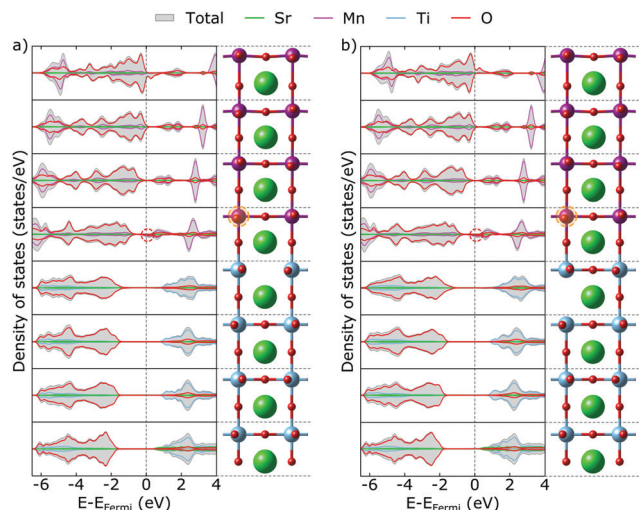 Total Sr Mn Ti O
a) b)
Density of states (states/eV)
Density of states (states/eV)
-6 -4 -2 0 2 4
-6 -4 -2 0 2 4
E-EFermi (eV)
E-EFermi (eV)